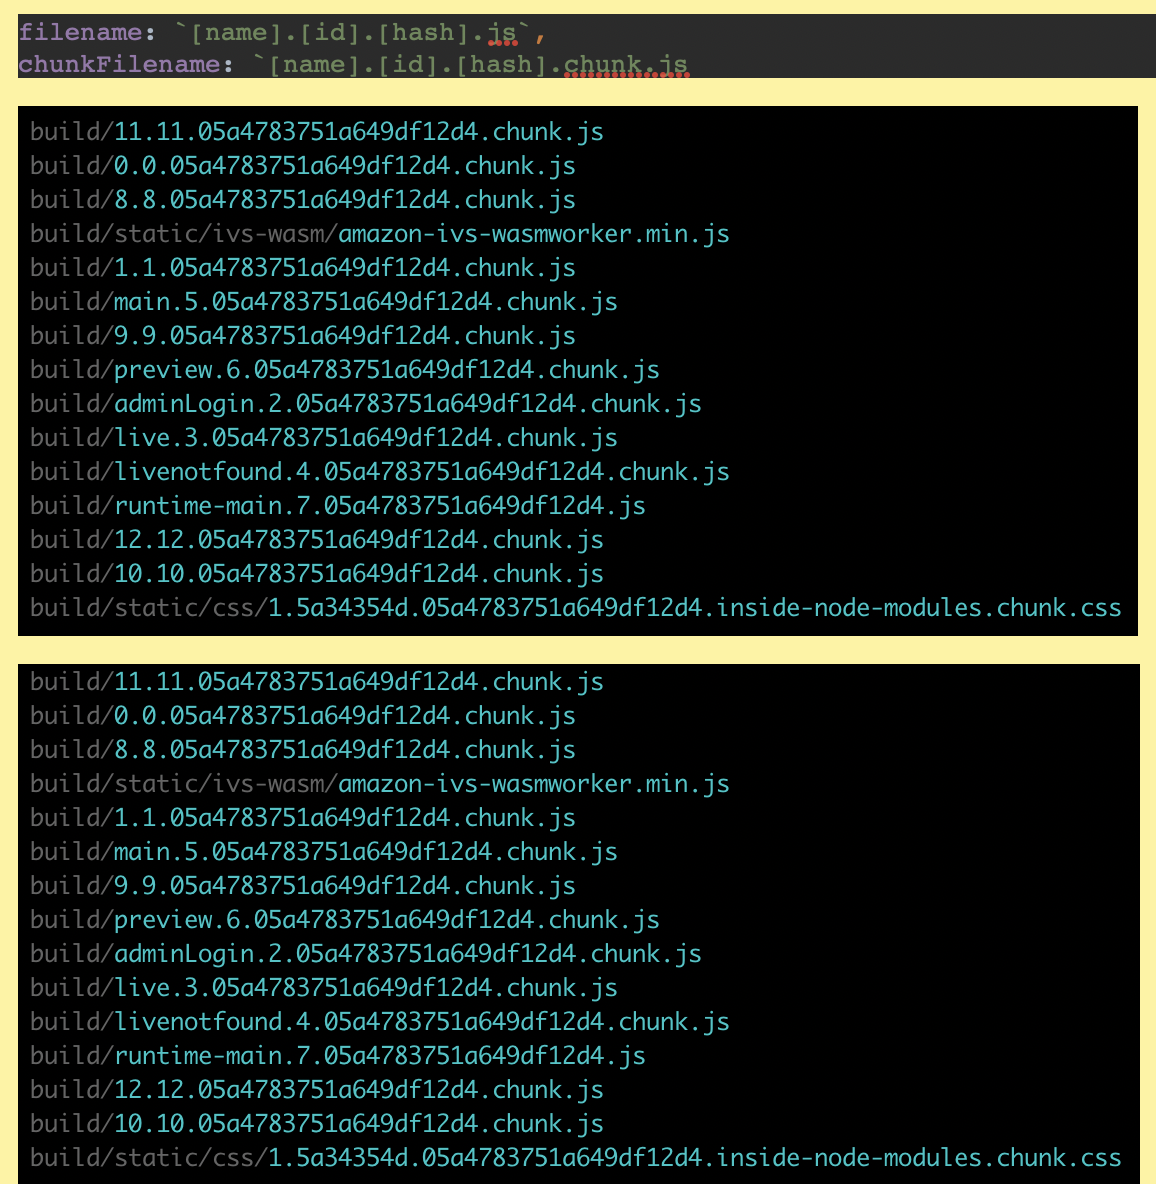 filename: `[name].[id].[hash].js`,
chunkFilename: `[name].[id].[hash].chunk.js
build/11.11.05a4783751a649df12d4.chunk.js
build/0.0.05a4783751a649df12d4.chunk.js
build/8.8.05a4783751a649df12d4.chunk.js
build/static/ivs-wasm/amazon-ivs-wasmworker.min.js
build/1.1.05a4783751a649df12d4.chunk.js
build/main.5.05a4783751a649df12d4.chunk.js
build/9.9.05a4783751a649df12d4.chunk.js
build/preview.6.05a4783751a649df12d4.chunk.js
build/adminLogin.2.05a4783751a649df12d4.chunk.js
build/live.3.05a4783751a649df12d4.chunk.js
build/livenotfound.4.05a4783751a649df12d4.chunk.js
build/runtime-main.7.05a4783751a649df12d4.js
build/12.12.05a4783751a649df12d4.chunk.js
build/10.10.05a4783751a649df12d4.chunk.js
build/static/css/1.5a34354d.05a4783751a649df12d4.inside-node-modules.chunk.css
build/11.11.05a4783751a649df12d4.chunk.js
build/0.0.05a4783751a649df12d4.chunk.js
build/8.8.05a4783751a649df12d4.chunk.js
build/static/ivs-wasm/amazon-ivs-wasmworker.min.js
build/1.1.05a4783751a649df12d4.chunk.js
build/main.5.05a4783751a649df12d4.chunk.js
build/9.9.05a4783751a649df12d4.chunk.js
build/preview.6.05a4783751a649df12d4.chunk.js
build/adminLogin.2.05a4783751a649df12d4.chunk.js
build/live.3.05a4783751a649df12d4.chunk.js
build/livenotfound.4.05a4783751a649df12d4.chunk.js
build/runtime-main.7.05a4783751a649df12d4.js
build/12.12.05a4783751a649df12d4.chunk.js
build/10.10.05a4783751a649df12d4.chunk.js
build/static/css/1.5a34354d.05a4783751a649df12d4.inside-node-modules.chunk.css